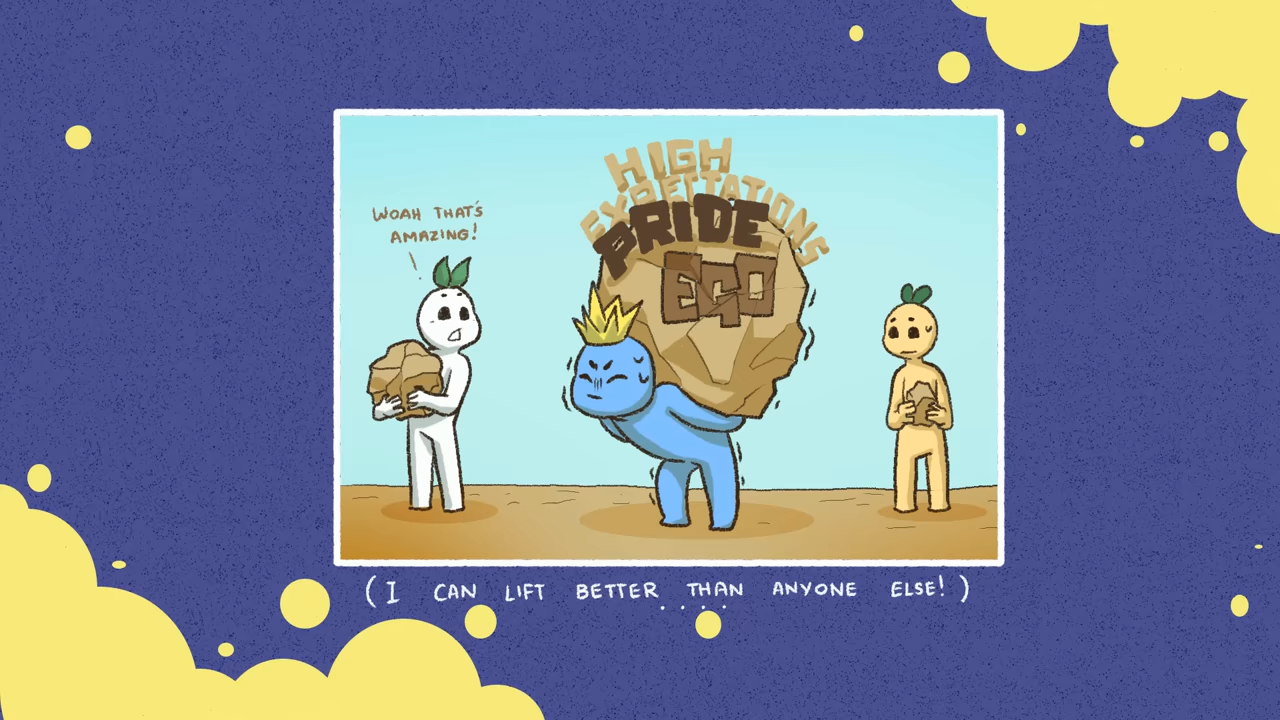 HIGH
EXPECTATIONS
PRIDE
EGO
WOAH THAT'S
AMAZING!
(I CAN LIFT BETTER THAN ANYONE ELSE!)